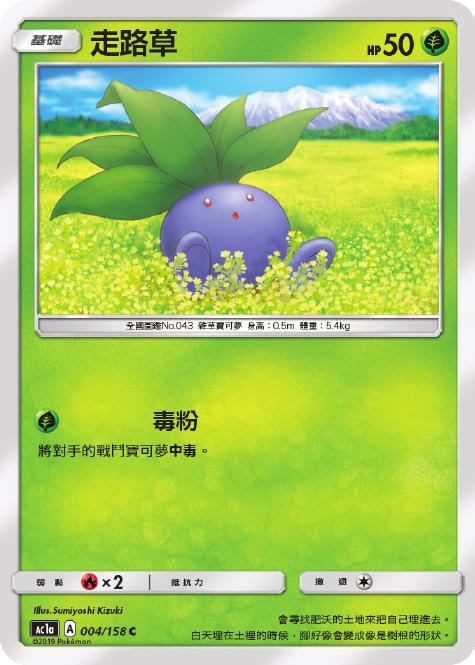 基礎 走路草 HP 50
全國圖鑑No.043 雜草寶可夢 身高：0.5m 體重：5.4kg
毒粉
將對手的戰鬥寶可夢中毒。
弱點 ×2 抵抗力 撤退
Illus.Sumiyoshi Kizuki
AC1a A 004/158 C
©2019 Pokémon
會尋找肥沃的土地來把自己埋進去。
白天埋在土裡的時候，腳好像會變成像是樹根的形狀。